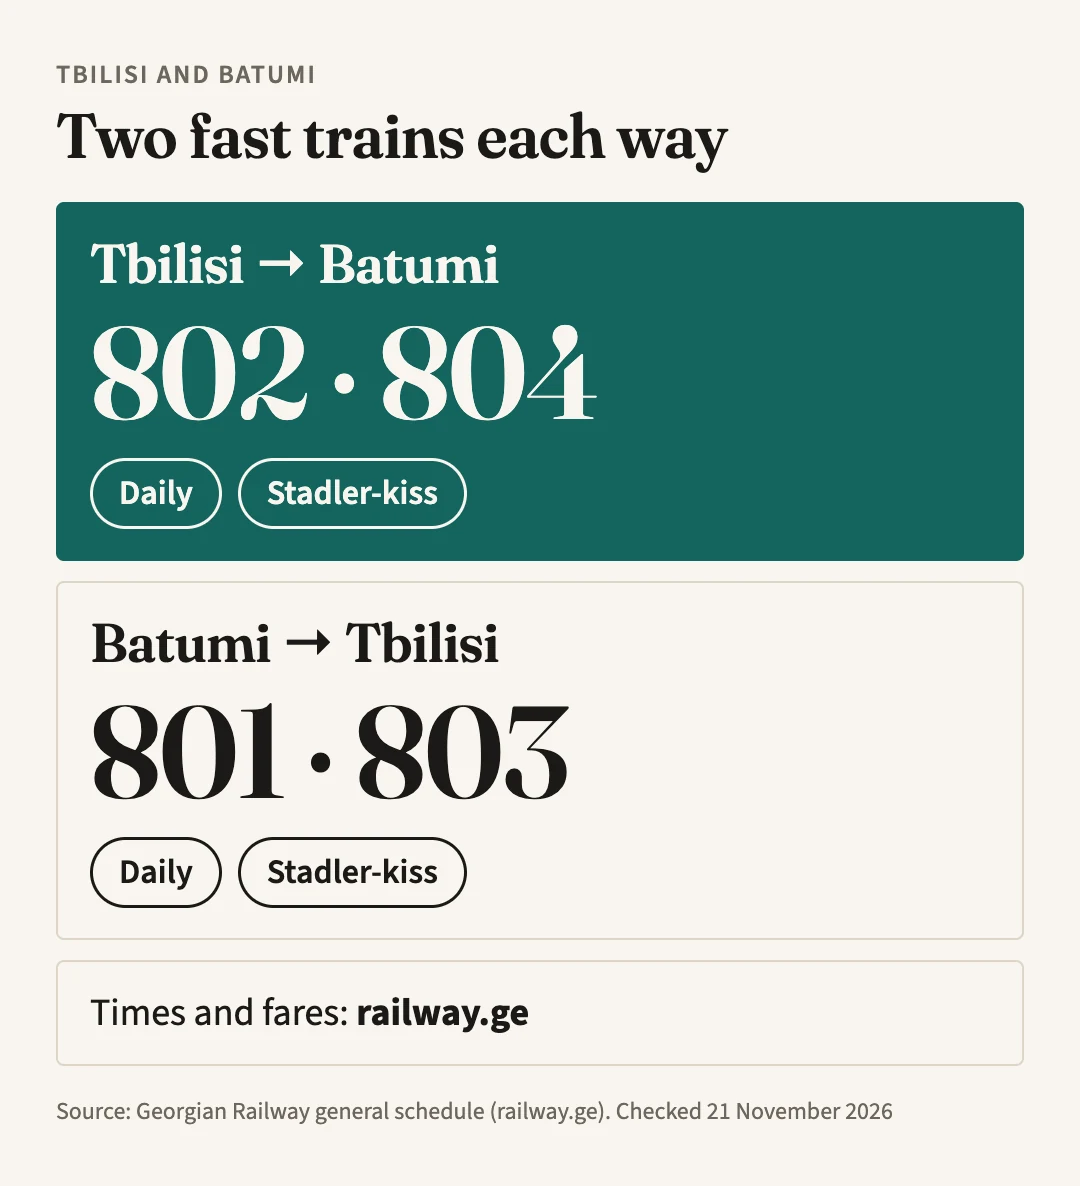 TBILISI AND BATUMI
Two fast trains each way
Tbilisi → Batumi
802 · 804
Daily
Stadler-kiss
Batumi → Tbilisi
801 · 803
Daily
Stadler-kiss
Times and fares: railway.ge
Source: Georgian Railway general schedule (railway.ge). Checked 21 November 2026